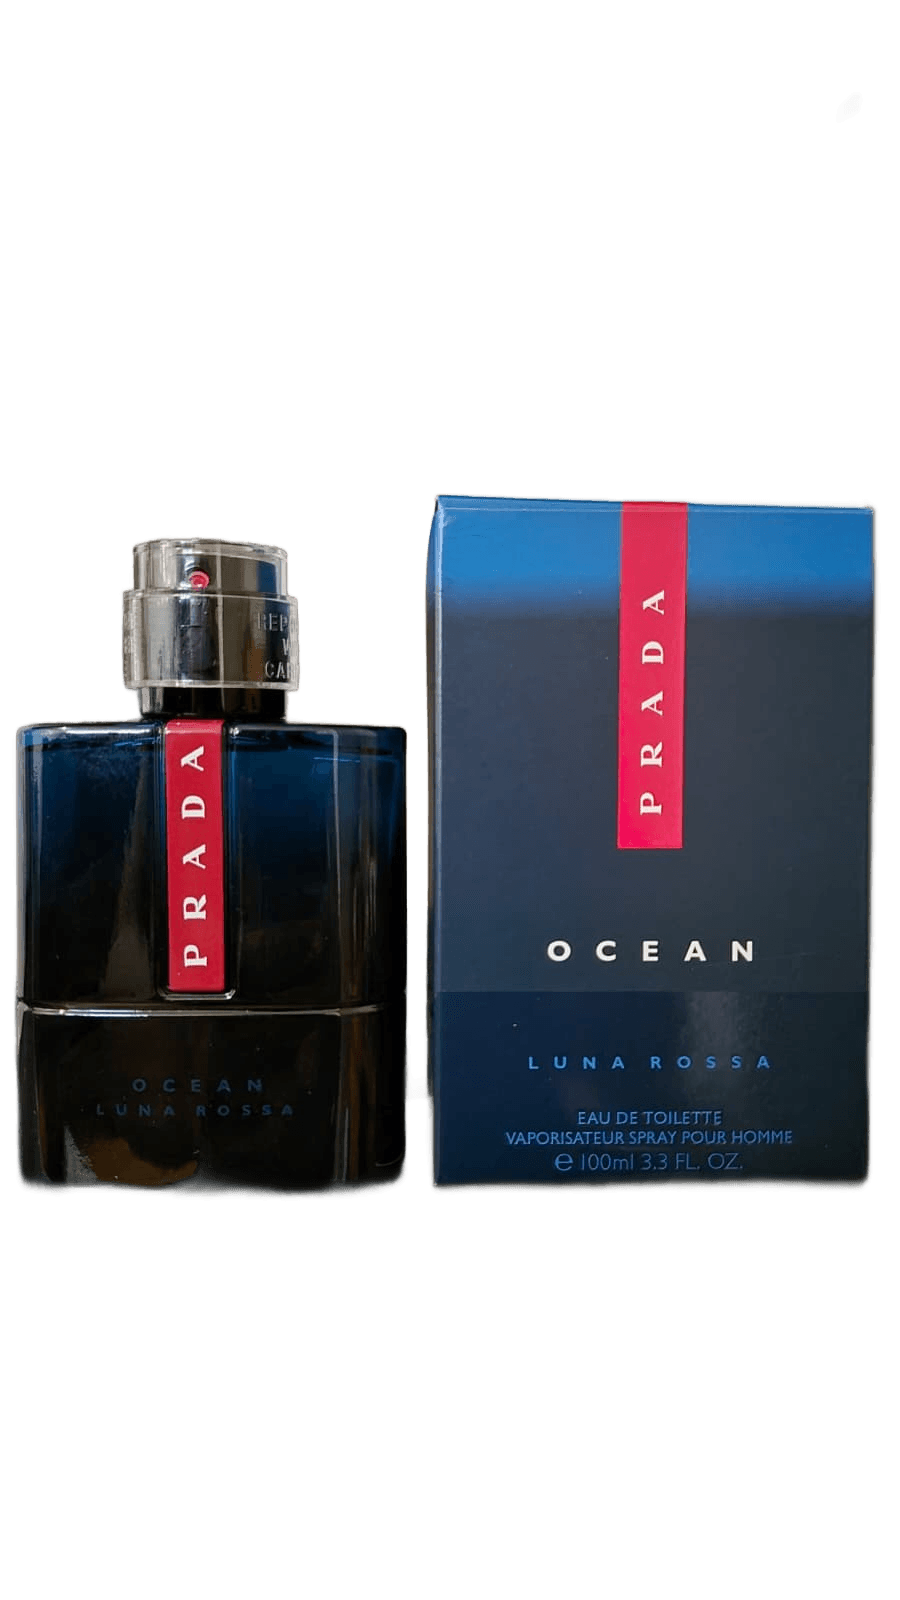 PRADA
OCEAN
LUNA ROSSA
PRADA
OCEAN
LUNA ROSSA
EAU DE TOILETTE
VAPORISATEUR SPRAY POUR HOMME
℮ 100ml 3.3 FL. OZ.